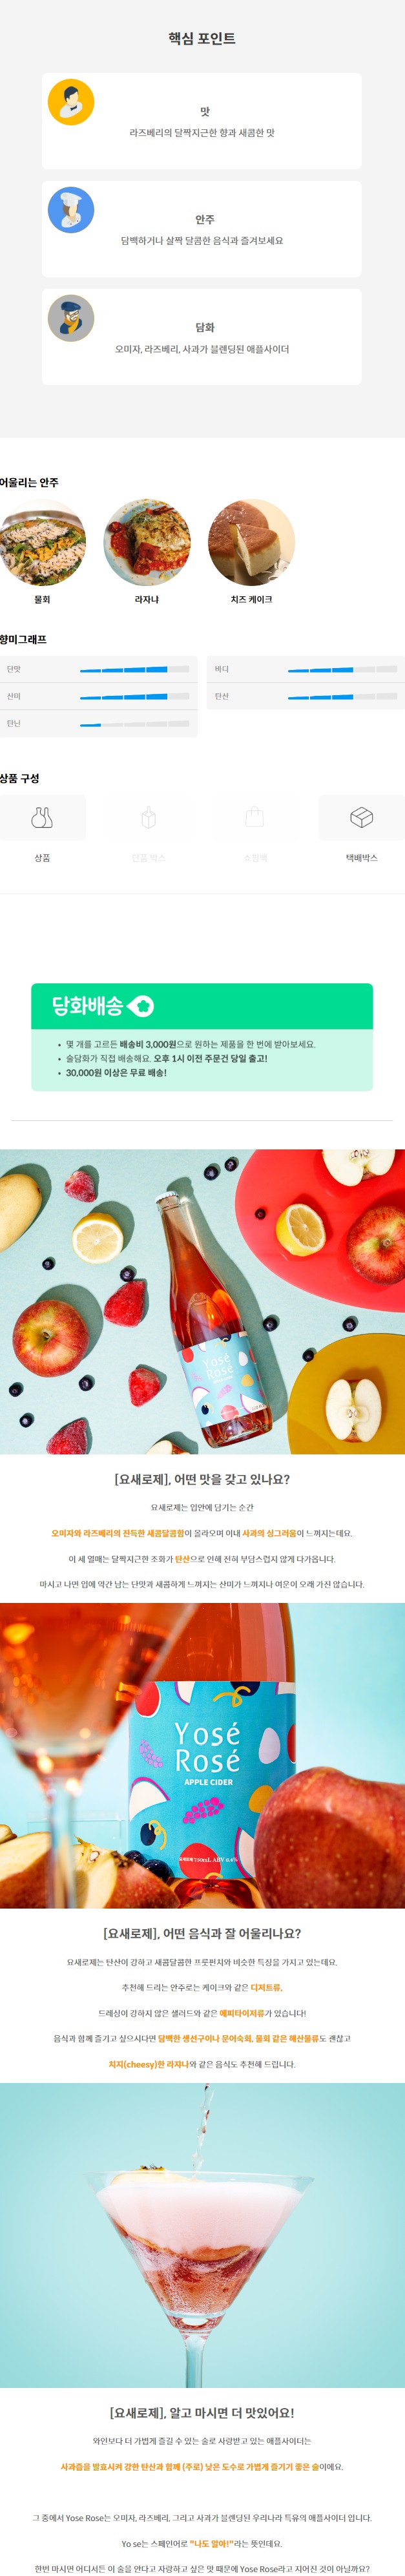 핵심 포인트
맛
라즈베리의 달짝지근한 향과 새콤한 맛
안주
담백하거나 살짝 달콤한 음식과 즐겨보세요
담화
오미자, 라즈베리, 사과가 블렌딩된 애플사이더
어울리는 안주
물회
라자냐
치즈 케이크
향미그래프
단맛
바디
산미
탄산
탄닌
상품 구성
상품
단품 박스
쇼핑백
택배박스
담화배송
• 몇 개를 고르든 배송비 3,000원으로 원하는 제품을 한 번에 받아보세요.
• 술담화가 직접 배송해요. 오후 1시 이전 주문건 당일 출고!
• 30,000원 이상은 무료 배송!
Yosé
Rosé
[요새로제], 어떤 맛을 갖고 있나요?
요새로제는 입안에 담기는 순간
오미자와 라즈베리의 진득한 새콤달콤함이 올라오며 이내 사과의 싱그러움이 느껴지는데요.
이 세 열매는 달짝지근한 조화가 탄산으로 인해 전혀 부담스럽지 않게 다가옵니다.
마시고 나면 입에 약간 남는 단맛과 새콤하게 느껴지는 산미가 느껴지나 여운이 오래 가진 않습니다.
Yosé
Rosé
APPLE CIDER
[요새로제], 어떤 음식과 잘 어울리나요?
요새로제는 탄산이 강하고 새콤달콤한 프룻펀치와 비슷한 특징을 가지고 있는데요.
추천해 드리는 안주로는 케이크와 같은 디저트류,
드레싱이 강하지 않은 샐러드와 같은 에피타이저류가 있습니다!
음식과 함께 즐기고 싶으시다면 담백한 생선구이나 문어숙회, 물회 같은 해산물류도 괜찮고
치지(cheesy)한 라자냐와 같은 음식도 추천해 드립니다.
[요새로제], 알고 마시면 더 맛있어요!
와인보다 더 가볍게 즐길 수 있는 술로 사랑받고 있는 애플사이더는
사과즙을 발효시켜 강한 탄산과 함께 (주로) 낮은 도수로 가볍게 즐기기 좋은 술이에요.
그 중에서 Yose Rose는 오미자, 라즈베리, 그리고 사과가 블렌딩된 우리나라 특유의 애플사이더 입니다.
Yo se는 스페인어로 "나도 알아!"라는 뜻인데요.
한번 마시면 어디서든 이 술을 안다고 자랑하고 싶은 맛 때문에 Yose Rose라고 지어진 것이 아닐까요?